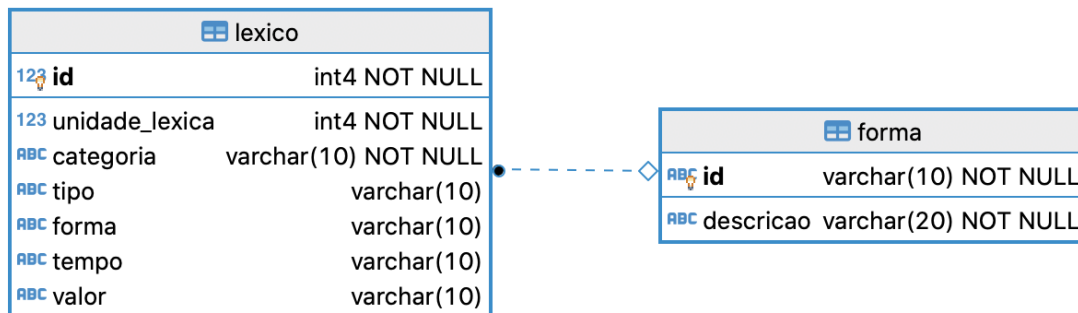 lexico
123 id int4 NOT NULL
123 unidade_lexica int4 NOT NULL
ABC categoria varchar(10) NOT NULL
ABC tipo varchar(10)
ABC forma varchar(10)
ABC tempo varchar(10)
ABC valor varchar(10)
forma
ABC id varchar(10) NOT NULL
ABC descricao varchar(20) NOT NULL